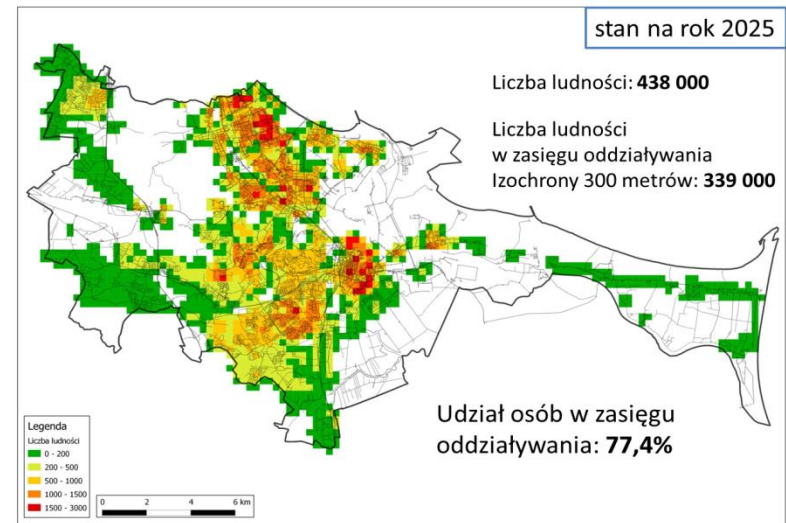 stan na rok 2025
Liczba ludności: 438 000
Liczba ludności
w zasięgu oddziaływania
Izochrony 300 metrów: 339 000
Udział osób w zasięgu
oddziaływania: 77,4%
Legenda
Liczba ludności
0 - 200
200 - 500
500 - 1000
1000 - 1500
1500 - 3000
0 2 4 6 km